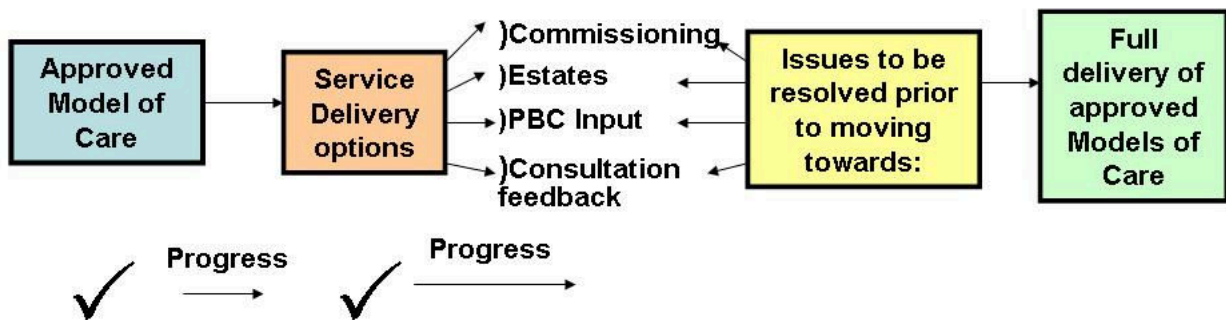 Approved
Model of
Care
Service
Delivery
options
)Commissioning
)Estates
)PBC Input
)Consultation
feedback
Issues to be
resolved prior
to moving
towards:
Full
delivery of
approved
Models of
Care
Progress
Progress